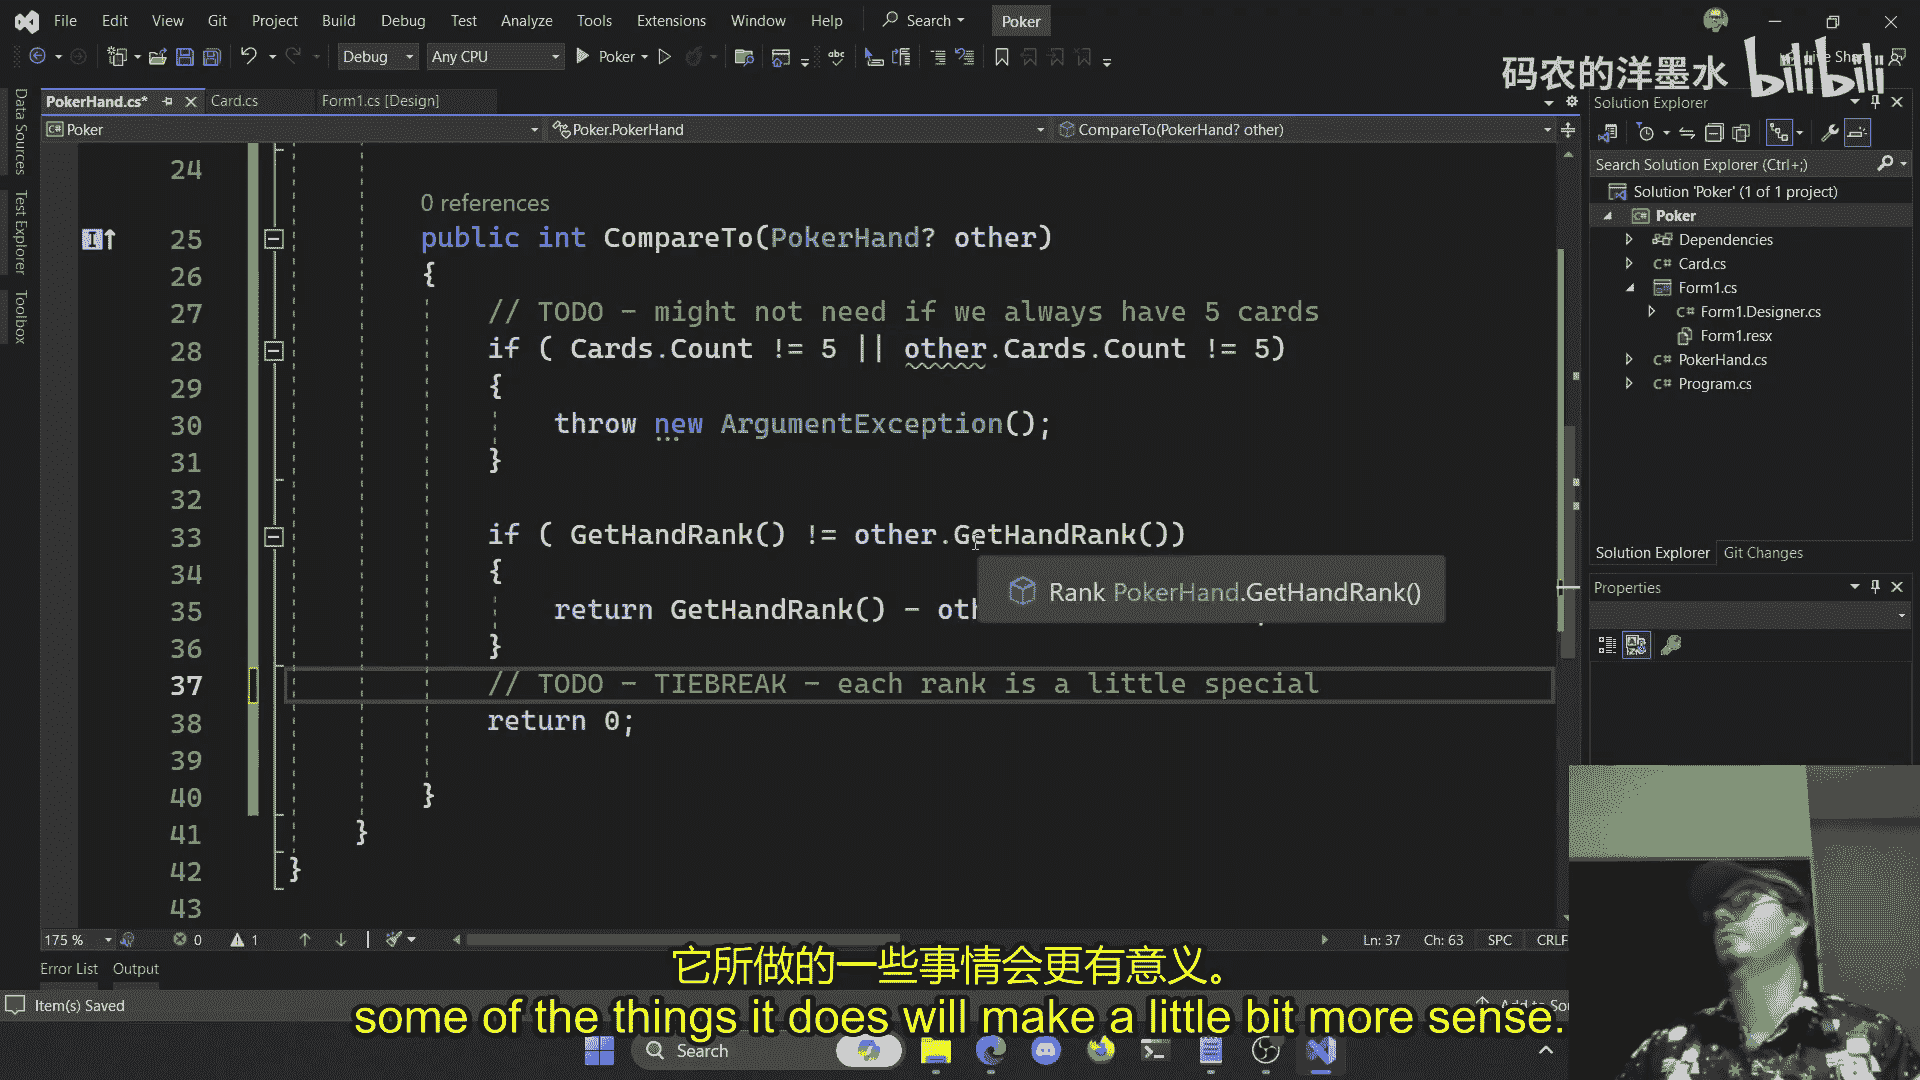 File Edit View Git Project Build Debug Test Analyze Tools Extensions Window Help Search Poker
Debug Any CPU Poker
码农的洋墨水 bilibili
PokerHand.cs* Card.cs Form1.cs [Design]
Solution Explorer
Poker Poker.PokerHand CompareTo(PokerHand? other)
Data Sources
Test Explorer
Toolbox
24
0 references
25 public int CompareTo(PokerHand? other)
26 {
27 // TODO - might not need if we always have 5 cards
28 if ( Cards.Count != 5 || other.Cards.Count != 5)
29 {
30 throw new ArgumentException();
31 }
32
33 if ( GetHandRank() != other.GetHandRank())
34 {
Rank PokerHand.GetHandRank()
35 return GetHandRank() - oth
36 }
37 // TODO - TIEBREAK - each rank is a little special
38 return 0;
39
40 }
41 }
42 }
43
Search Solution Explorer (Ctrl+;)
Solution 'Poker' (1 of 1 project)
Poker
Dependencies
C# Card.cs
Form1.cs
C# Form1.Designer.cs
Form1.resx
C# PokerHand.cs
C# Program.cs
Solution Explorer Git Changes
Properties
175 % 0 1 Ln: 37 Ch: 63 SPC CRLF
Error List Output
Item(s) Saved
它所做的一些事情会更有意义。
some of the things it does will make a little bit more sense.
Search